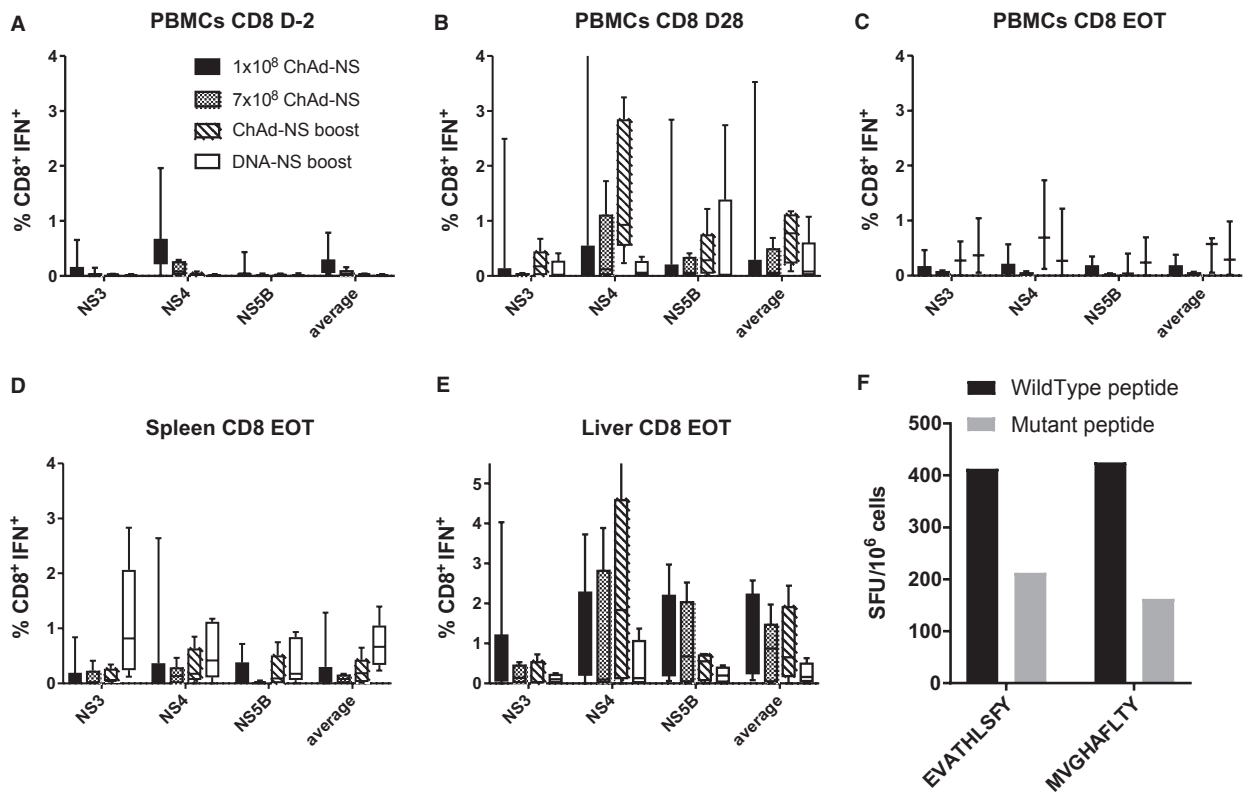 A
PBMCs CD8 D-2
% CD8⁺ IFN⁺
4
3
2
1
0
1x10⁸ ChAd-NS
7x10⁸ ChAd-NS
ChAd-NS boost
DNA-NS boost
NS3
NS4
NS5B
average
B
PBMCs CD8 D28
% CD8⁺ IFN⁺
4
3
2
1
0
NS3
NS4
NS5B
average
C
PBMCs CD8 EOT
% CD8⁺ IFN⁺
4
3
2
1
0
NS3
NS4
NS5B
average
D
Spleen CD8 EOT
% CD8⁺ IFN⁺
4
3
2
1
0
NS3
NS4
NS5B
average
E
Liver CD8 EOT
% CD8⁺ IFN⁺
5
4
3
2
1
0
NS3
NS4
NS5B
average
F
WildType peptide
Mutant peptide
SFU/10⁶ cells
500
400
300
200
100
0
EVATHLSFY
MVGHAFLTY